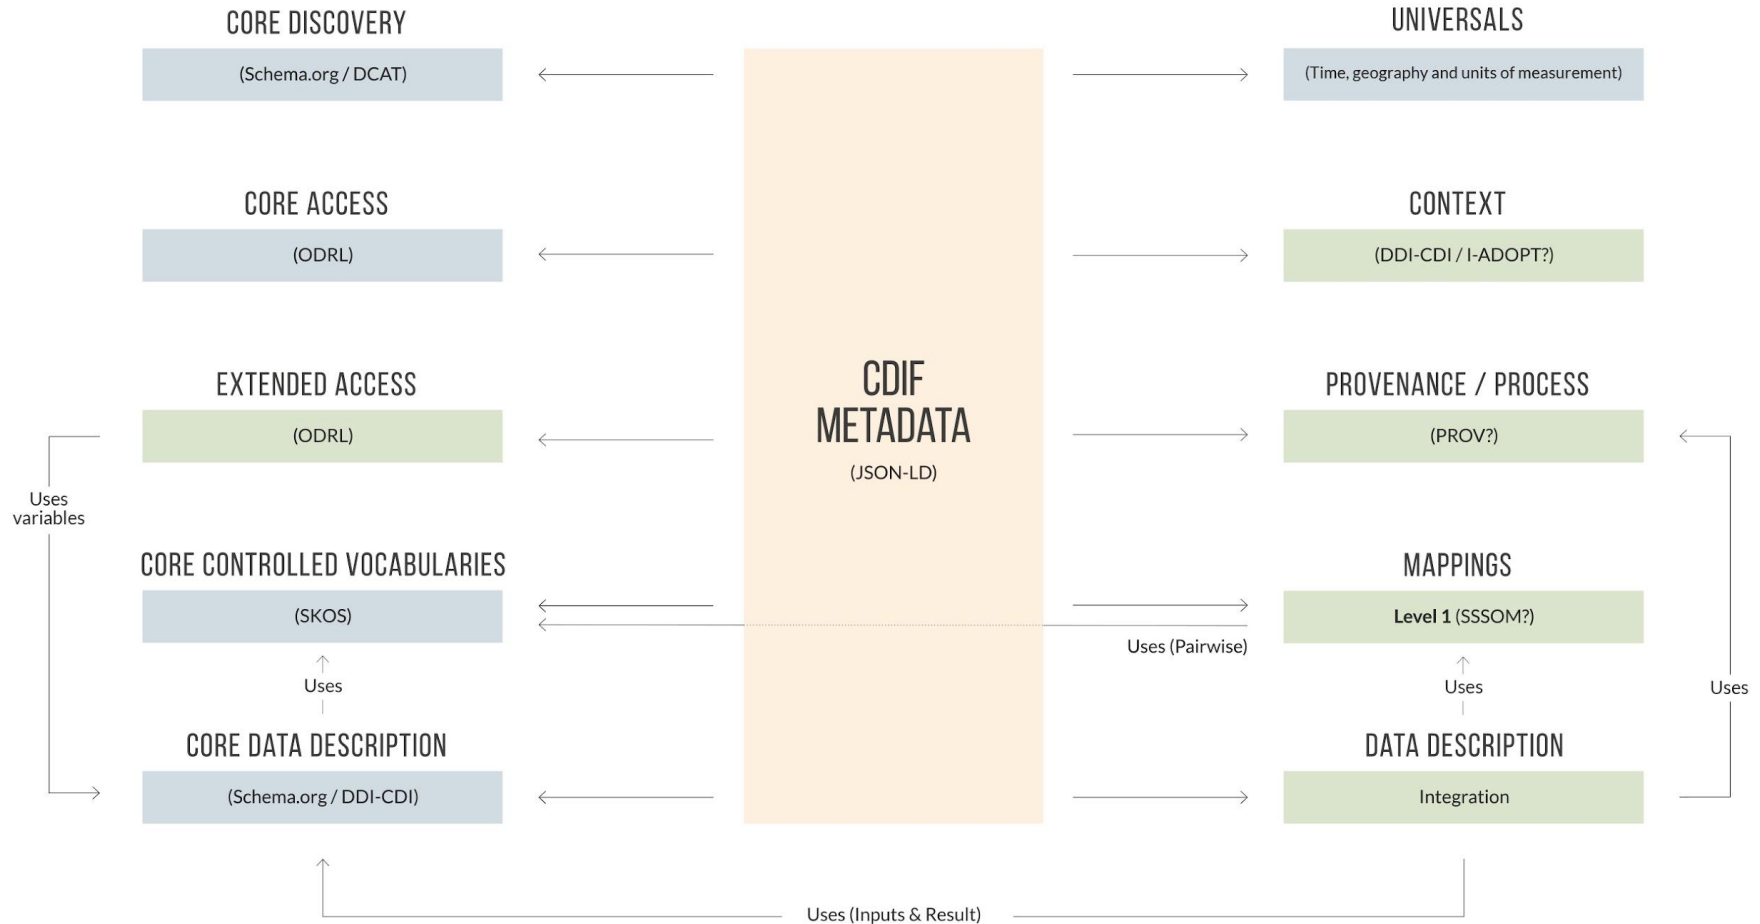 CORE DISCOVERY
(Schema.org / DCAT)
UNIVERSALS
(Time, geography and units of measurement)
CORE ACCESS
(ODRL)
CONTEXT
(DDI-CDI / I-ADOPT?)
EXTENDED ACCESS
(ODRL)
CDIF
METADATA
(JSON-LD)
PROVENANCE / PROCESS
(PROV?)
Uses
variables
CORE CONTROLLED VOCABULARIES
(SKOS)
MAPPINGS
Level 1 (SSSOM?)
Uses (Pairwise)
Uses
Uses
Uses
CORE DATA DESCRIPTION
(Schema.org / DDI-CDI)
DATA DESCRIPTION
Integration
Uses (Inputs & Result)